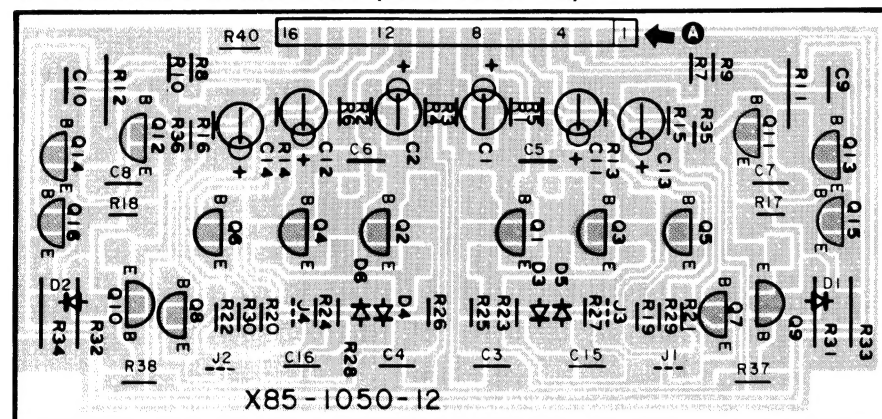 R40 16 12 8 4 1 A
C10 R12 R10 R8 R7 R9 R11 C9
B Q14 E B Q12 E R36 R16 C14 R14 C12 R6 R2 C2 R4 R3 C1 R5 C11 R13 C13 R15 R35 B Q11 E B Q13 E
+ + + + + +
C8 C6 C5 C7
R18 R17
B Q16 E B Q6 E B Q4 E B Q2 E B Q1 E B Q3 E B Q5 E B Q15 E
D2 D6 D4 D3 D5 D1
R34 R32 B Q10 E B Q8 E R22 R30 R20 J4 R24 R26 R25 R23 R27 J3 R19 R29 R21 B Q7 E E Q9 B R31 R33
R38 J2 C16 R28 C4 C3 C15 J1 R37
X85-1050-12